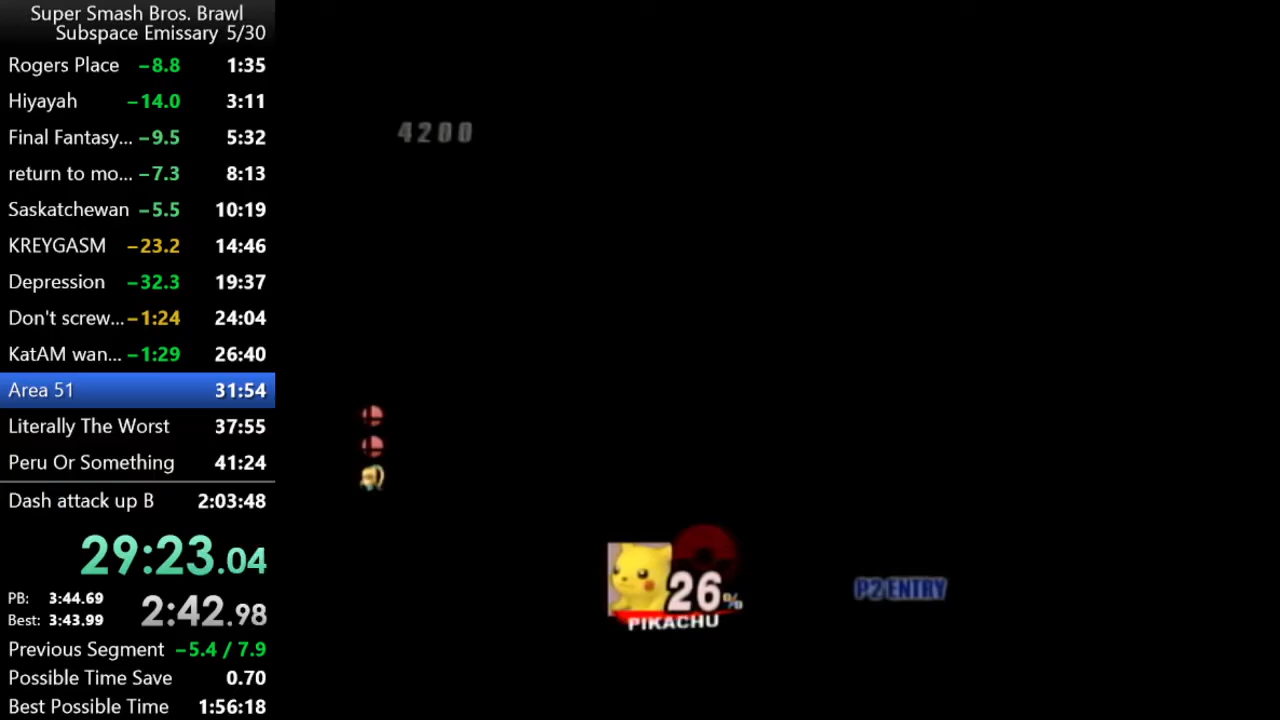 Super Smash Bros. Brawl
Subspace Emissary 5/30
Rogers Place -8.8 1:35
Hiyayah -14.0 3:11
Final Fantasy... -9.5 5:32
return to mo... -7.3 8:13
Saskatchewan -5.5 10:19
KREYGASM -23.2 14:46
Depression -32.3 19:37
Don't screw... -1:24 24:04
KatAM wan... -1:29 26:40
Area 51 31:54
Literally The Worst 37:55
Peru Or Something 41:24
Dash attack up B 2:03:48
29:23.04
PB: 3:44.69
Best: 3:43.99
2:42.98
Previous Segment -5.4 / 7.9
Possible Time Save 0.70
Best Possible Time 1:56:18
4200
26%
PIKACHU
P2 ENTRY